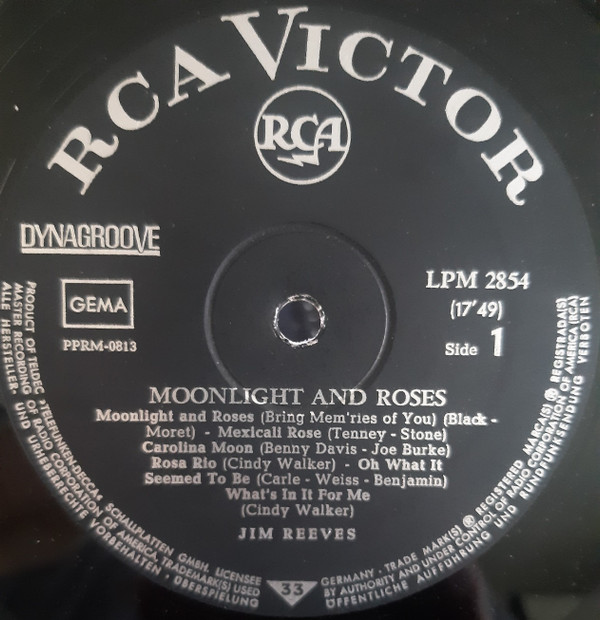 RCA VICTOR
RCA
DYNAGROOVE
GEMA
PPRM-0813
LPM 2854
(17'49)
Side 1
MOONLIGHT AND ROSES
Moonlight and Roses (Bring Mem'ries of You) (Black -
Moret) - Mexicali Rose (Tenney - Stone)
Carolina Moon (Benny Davis - Joe Burke)
Rosa Rio (Cindy Walker) - Oh What It
Seemed To Be (Carle - Weiss - Benjamin)
What's In It For Me
(Cindy Walker)
JIM REEVES
33
PRODUCT OF TELDEC »TELEFUNKEN-DECCA« SCHALLPLATTEN GMBH. LICENSEE
MASTER RECORDING OF RADIO CORPORATION OF AMERICA, TRADEMARK(S) USED
ALLE HERSTELLER- UND URHEBERRECHTE VORBEHALTEN · ÜBERSPIELUNG
GERMANY · TRADE MARK(S) ® REGISTERED MARCA(S) ® REGISTRADA(S)
BY AUTHORITY AND UNDER CONTROL OF RADIO CORPORATION OF AMERICA (RCA)
ÖFFENTLICHE AUFFÜHRUNG UND RUNDFUNKSENDUNG VERBOTEN